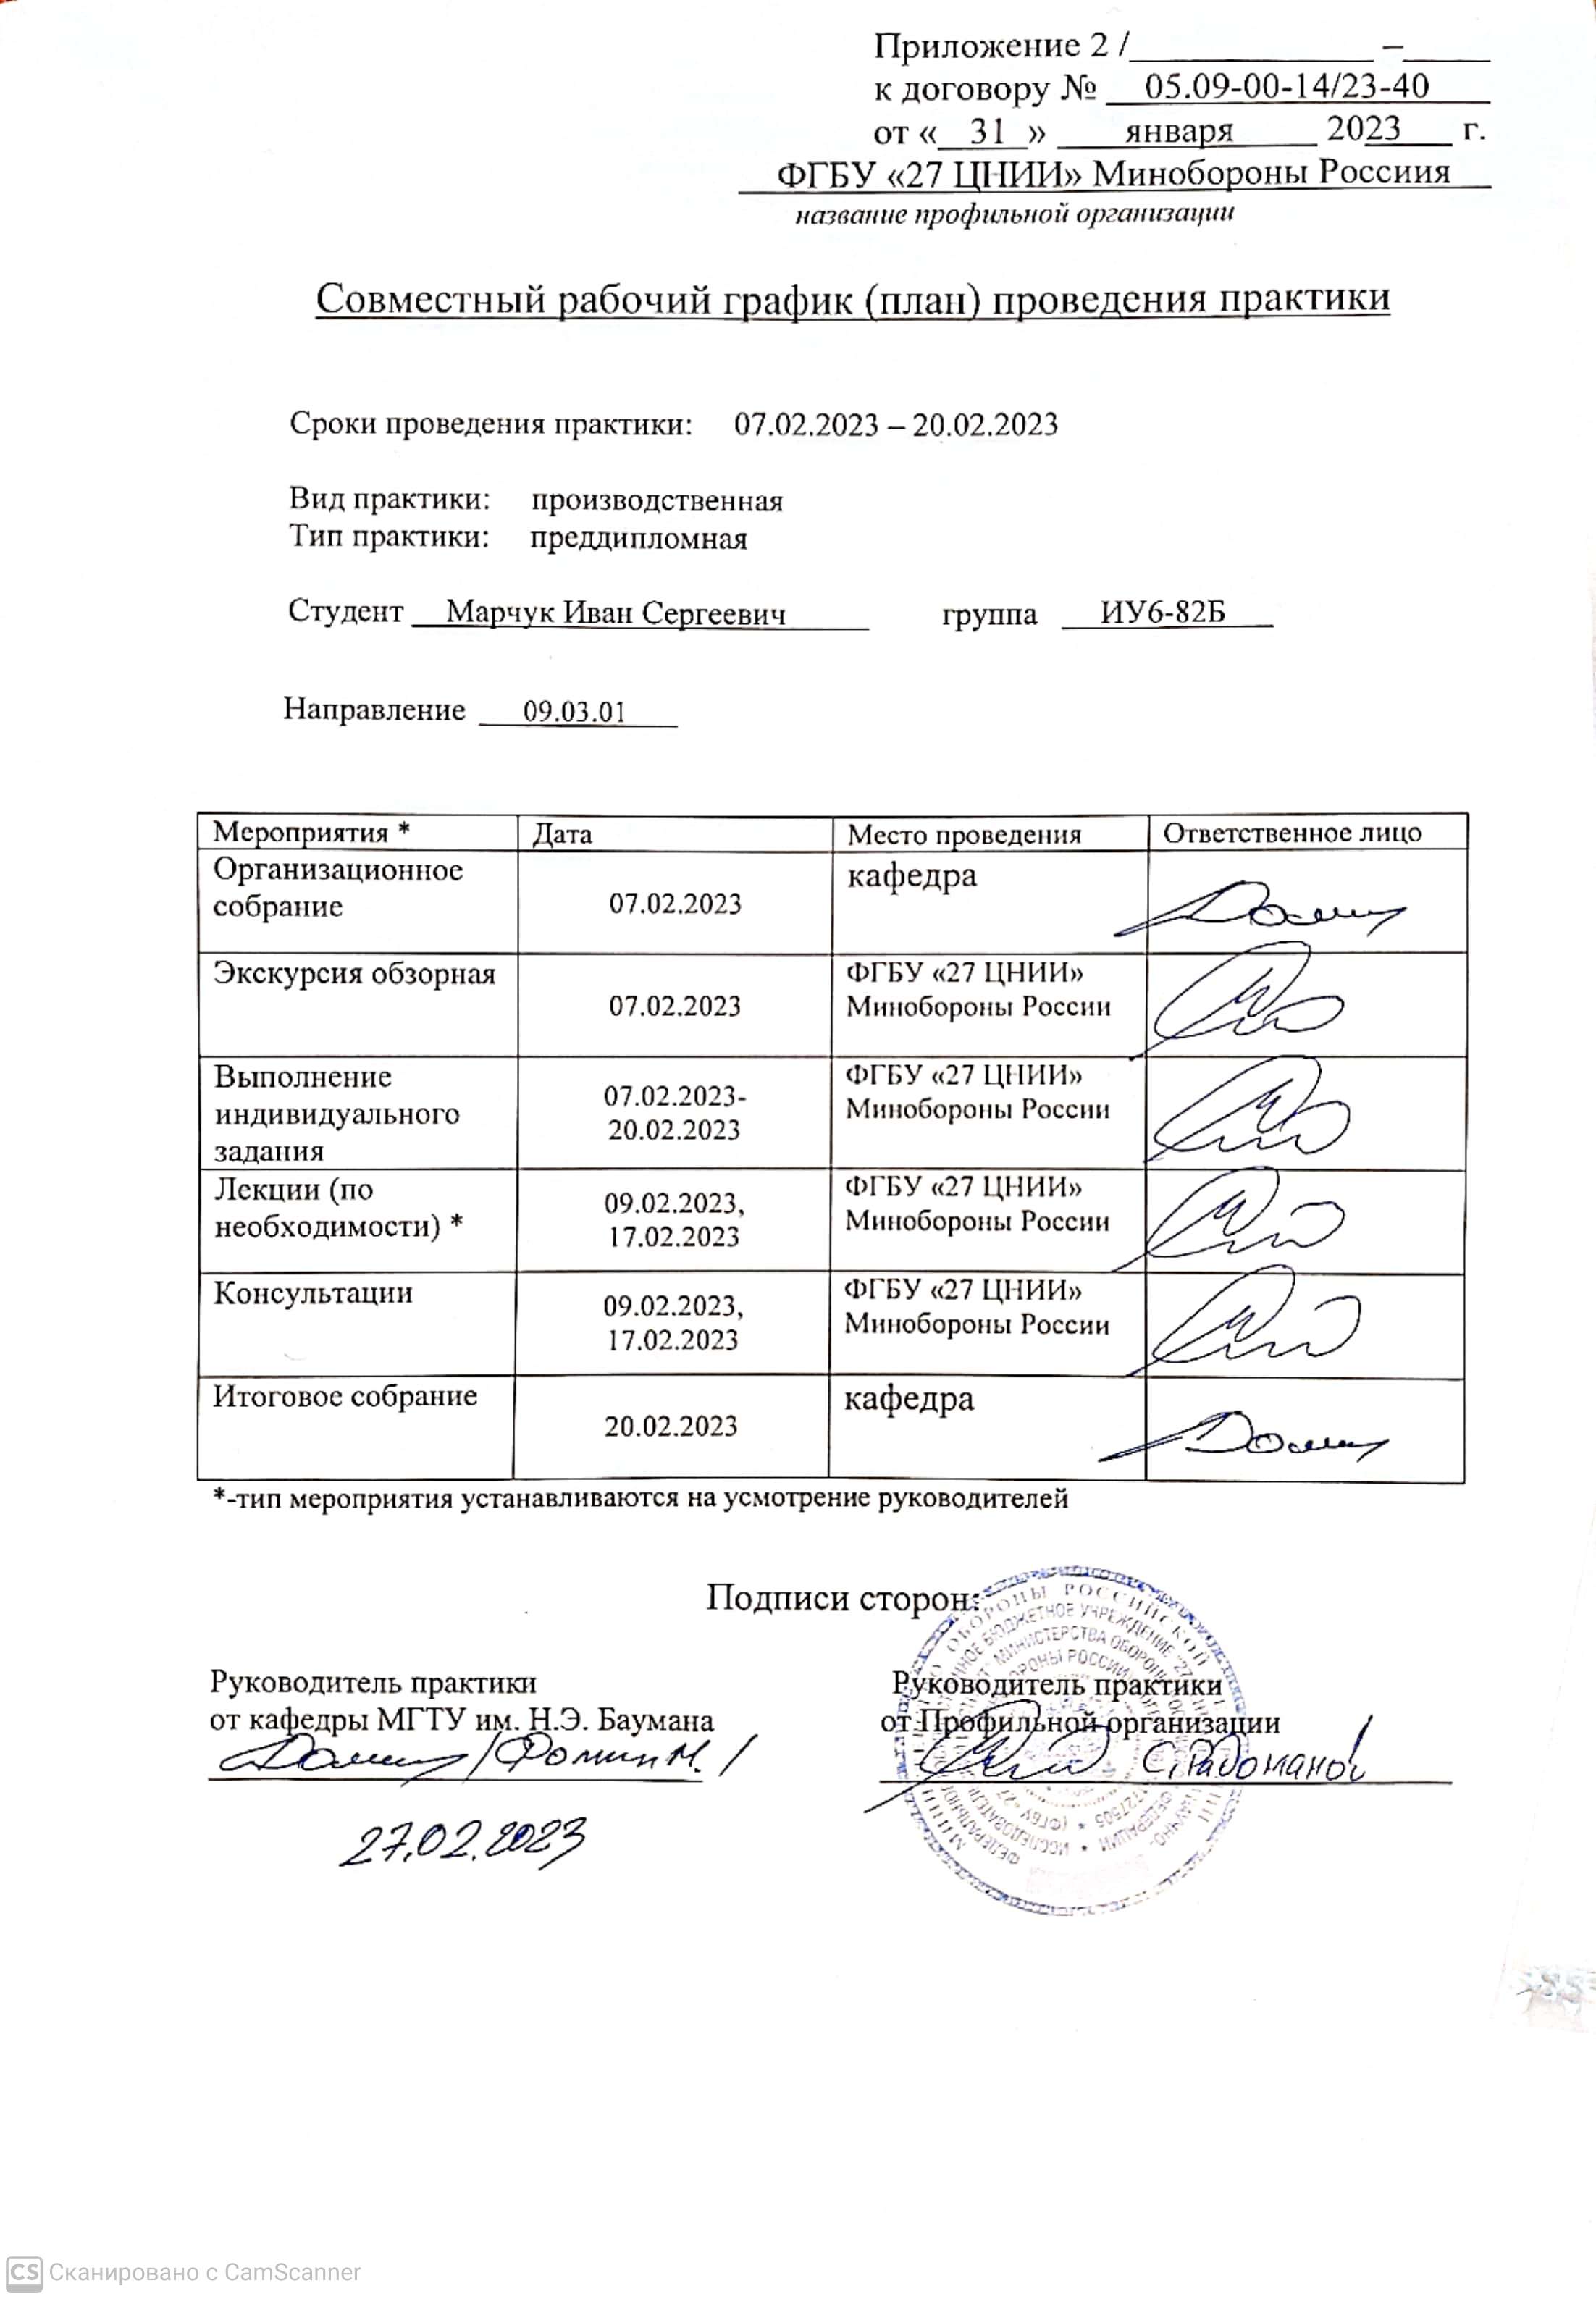 Приложение 2 /____________ –_____
к договору № 05.09-00-14/23-40
от « 31 » января 2023 г.
ФГБУ «27 ЦНИИ» Минобороны Россиия
название профильной организации
Совместный рабочий график (план) проведения практики
Сроки проведения практики: 07.02.2023 – 20.02.2023
Вид практики: производственная
Тип практики: преддипломная
Студент Марчук Иван Сергеевич группа ИУ6-82Б
Направление 09.03.01
Мероприятия * Дата Место проведения Ответственное лицо
Организационное
собрание
07.02.2023
кафедра
Экскурсия обзорная
07.02.2023
ФГБУ «27 ЦНИИ»
Минобороны России
Выполнение
индивидуального
задания
07.02.2023-
20.02.2023
ФГБУ «27 ЦНИИ»
Минобороны России
Лекции (по
необходимости) *
09.02.2023,
17.02.2023
ФГБУ «27 ЦНИИ»
Минобороны России
Консультации
09.02.2023,
17.02.2023
ФГБУ «27 ЦНИИ»
Минобороны России
Итоговое собрание
20.02.2023
кафедра
*-тип мероприятия устанавливаются на усмотрение руководителей
Подписи сторон:
Руководитель практики
от кафедры МГТУ им. Н.Э. Баумана
/Фомин М. /
27.02.2023
Руководитель практики
от Профильной организации
CS Сканировано с CamScanner